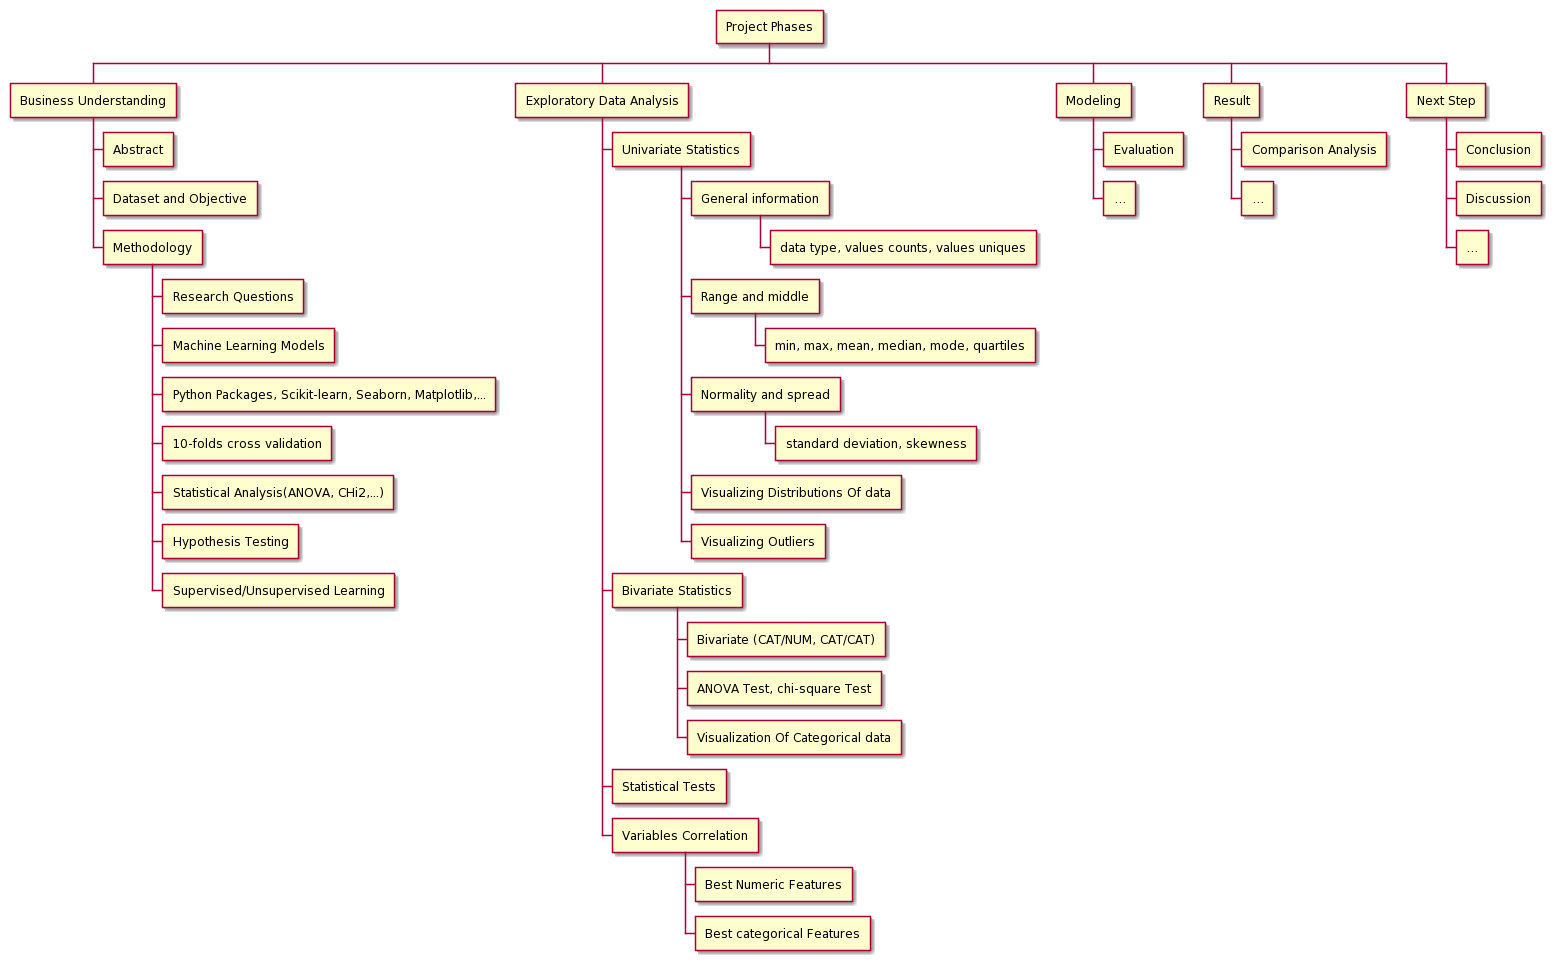 Project Phases
Business Understanding
Abstract
Dataset and Objective
Methodology
Research Questions
Machine Learning Models
Python Packages, Scikit-learn, Seaborn, Matplotlib,...
10-folds cross validation
Statistical Analysis(ANOVA, CHi2,...)
Hypothesis Testing
Supervised/Unsupervised Learning
Exploratory Data Analysis
Univariate Statistics
General information
data type, values counts, values uniques
Range and middle
min, max, mean, median, mode, quartiles
Normality and spread
standard deviation, skewness
Visualizing Distributions Of data
Visualizing Outliers
Bivariate Statistics
Bivariate (CAT/NUM, CAT/CAT)
ANOVA Test, chi-square Test
Visualization Of Categorical data
Statistical Tests
Variables Correlation
Best Numeric Features
Best categorical Features
Modeling
Evaluation
...
Result
Comparison Analysis
...
Next Step
Conclusion
Discussion
...